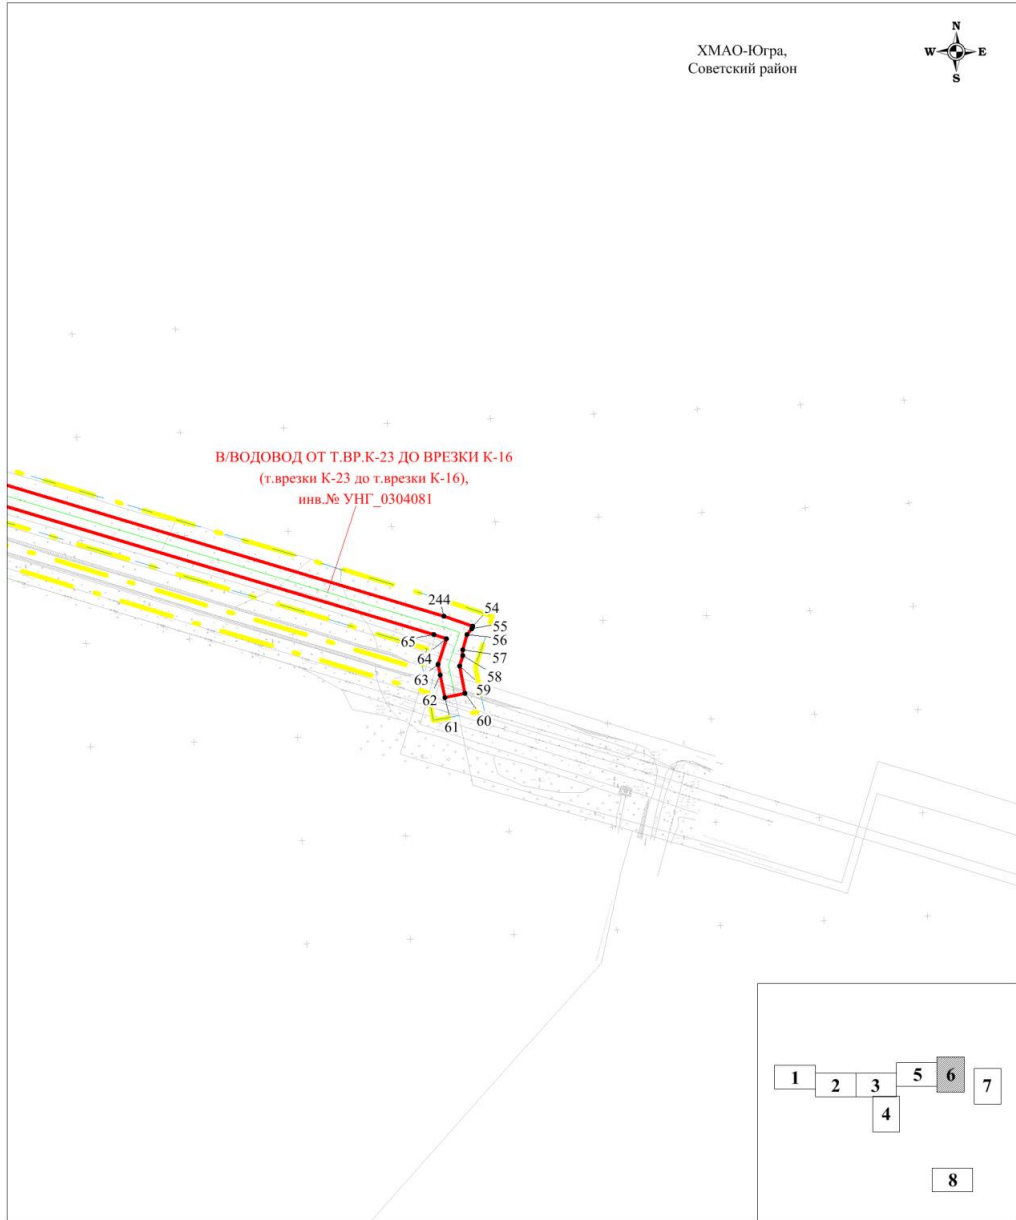 N
W E
S
ХМАО-Югра,
Советский район
В/ВОДОВОД ОТ Т.ВР.К-23 ДО ВРЕЗКИ К-16
(т.врезки К-23 до т.врезки К-16),
инв.№ УНГ_0304081
244
54
55
56
65
57
64
58
63
59
62
60
61
1
2
3
4
5
6
7
8